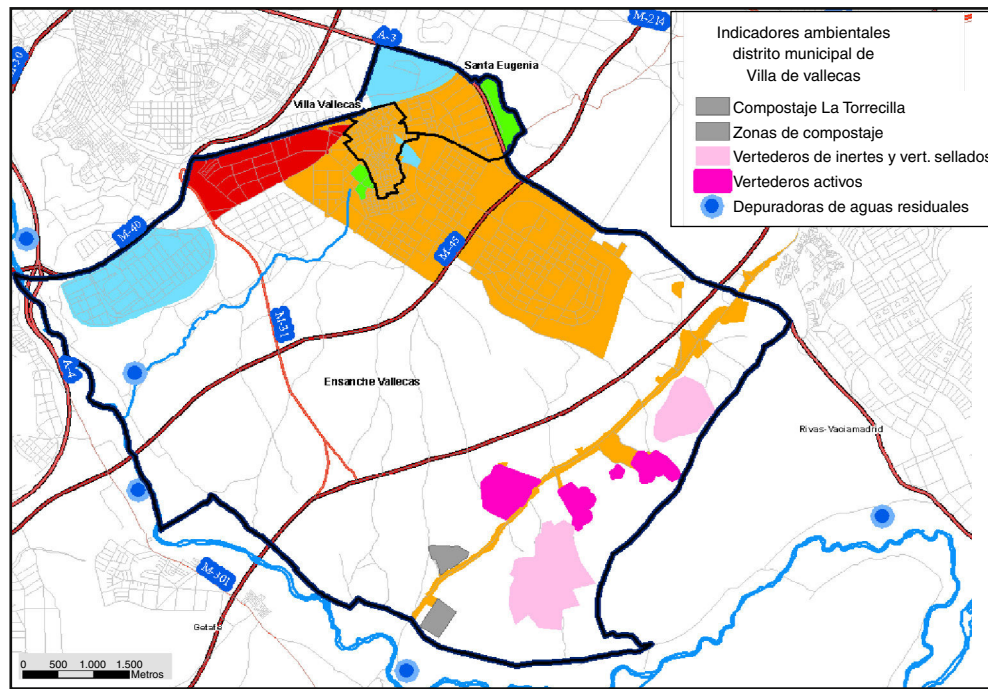 M-214
M-30
A-3
Santa Eugenia
Villa Vallecas
Indicadores ambientales
distrito municipal de
Villa de vallecas
Compostaje La Torrecilla
Zonas de compostaje
Vertederos de inertes y vert. sellados
Vertederos activos
Depuradoras de aguas residuales
M-40
M-45
M-31
A-4
Ensanche Vallecas
Rivas-Vaciamadrid
M-301
0 500 1.000 1.500
Metros